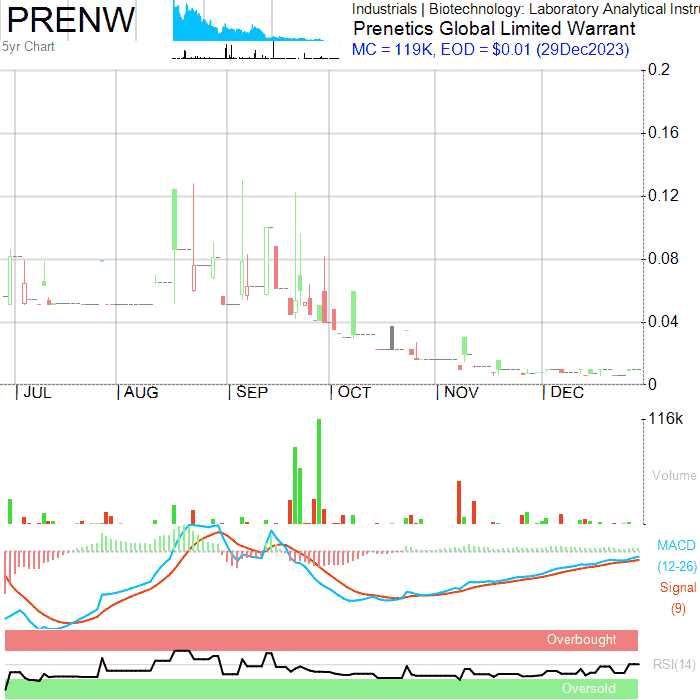 PRENW
5yr Chart
Industrials | Biotechnology: Laboratory Analytical Instru
Prenetics Global Limited Warrant
MC = 119K, EOD = $0.01 (29Dec2023)
0.2
0.16
0.12
0.08
0.04
0
|JUL |AUG |SEP |OCT |NOV |DEC
116k
Volume
MACD
(12-26)
Signal
(9)
Overbought
RSI(14)
Oversold